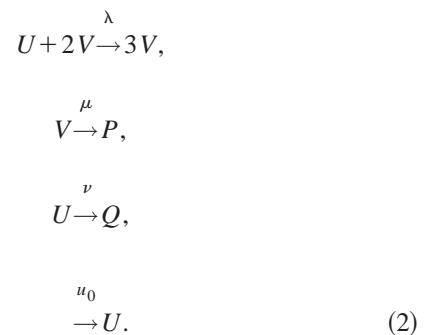 λ
U + 2V → 3V,
μ
V → P,
ν
U → Q,
u₀
→ U. (2)